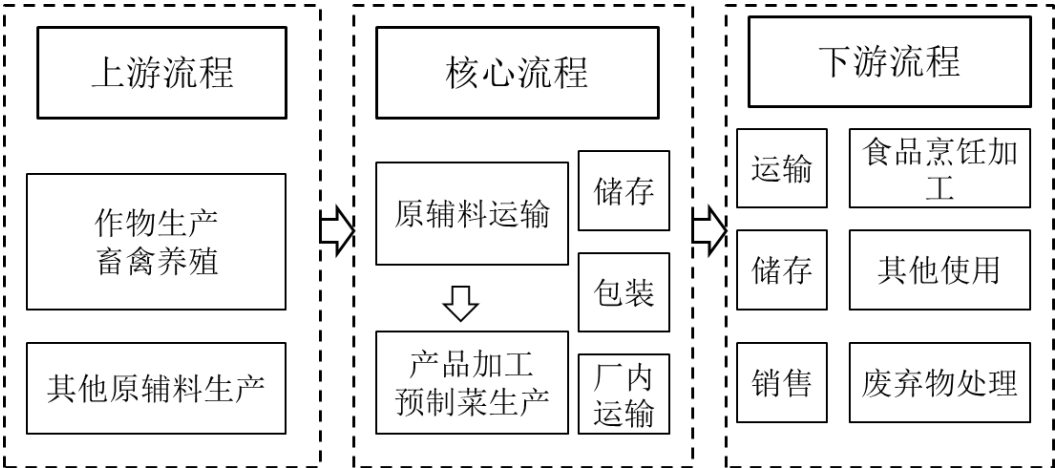 上游流程
作物生产
畜禽养殖
其他原辅料生产
核心流程
原辅料运输
产品加工
预制菜生产
储存
包装
厂内
运输
下游流程
运输
食品烹饪加
工
储存
其他使用
销售
废弃物处理